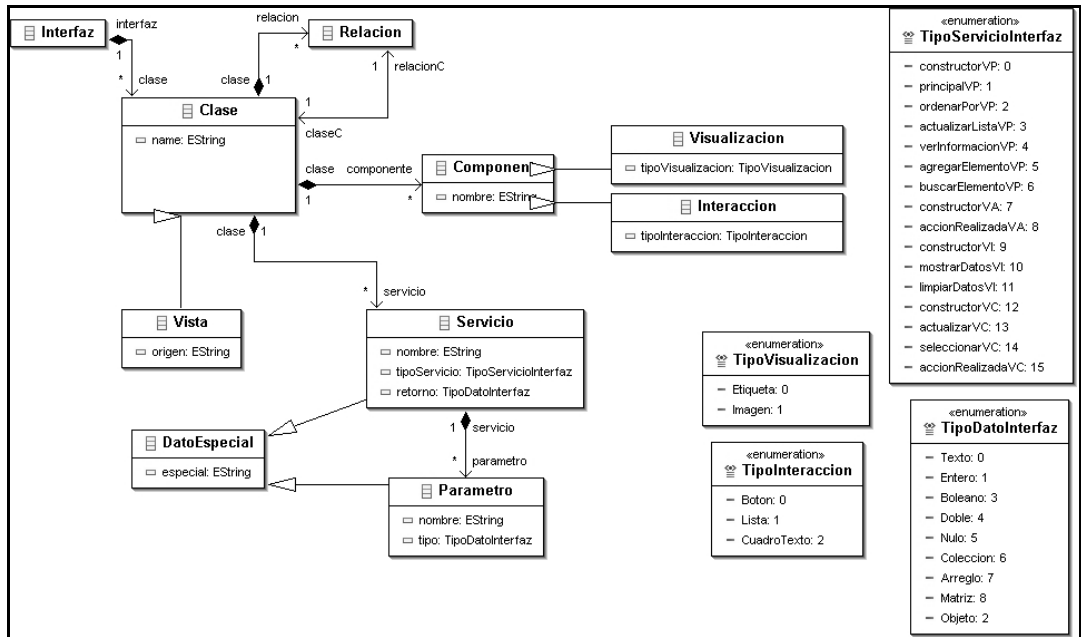 Interfaz
interfaz
1
* clase
relacion
*
clase 1
Relacion
1 relacionC
1
claseC
Clase
name: EString
clase componente
1 *
Componen
nombre: EString
Visualizacion
tipoVisualizacion: TipoVisualizacion
Interaccion
tipoInteraccion: TipoInteraccion
clase 1
* servicio
Vista
origen: EString
Servicio
nombre: EString
tipoServicio: TipoServicioInterfaz
retorno: TipoDatoInterfaz
1 servicio
* parametro
DatoEspecial
especial: EString
Parametro
nombre: EString
tipo: TipoDatoInterfaz
«enumeration»
TipoVisualizacion
Etiqueta: 0
Imagen: 1
«enumeration»
TipoInteraccion
Boton: 0
Lista: 1
CuadroTexto: 2
«enumeration»
TipoServicioInterfaz
constructorVP: 0
principalVP: 1
ordenarPorVP: 2
actualizarListaVP: 3
verInformacionVP: 4
agregarElementoVP: 5
buscarElementoVP: 6
constructorVA: 7
accionRealizadaVA: 8
constructorVI: 9
mostrarDatosVI: 10
limpiarDatosVI: 11
constructorVC: 12
actualizarVC: 13
seleccionarVC: 14
accionRealizadaVC: 15
«enumeration»
TipoDatoInterfaz
Texto: 0
Entero: 1
Boleano: 3
Doble: 4
Nulo: 5
Coleccion: 6
Arreglo: 7
Matriz: 8
Objeto: 2